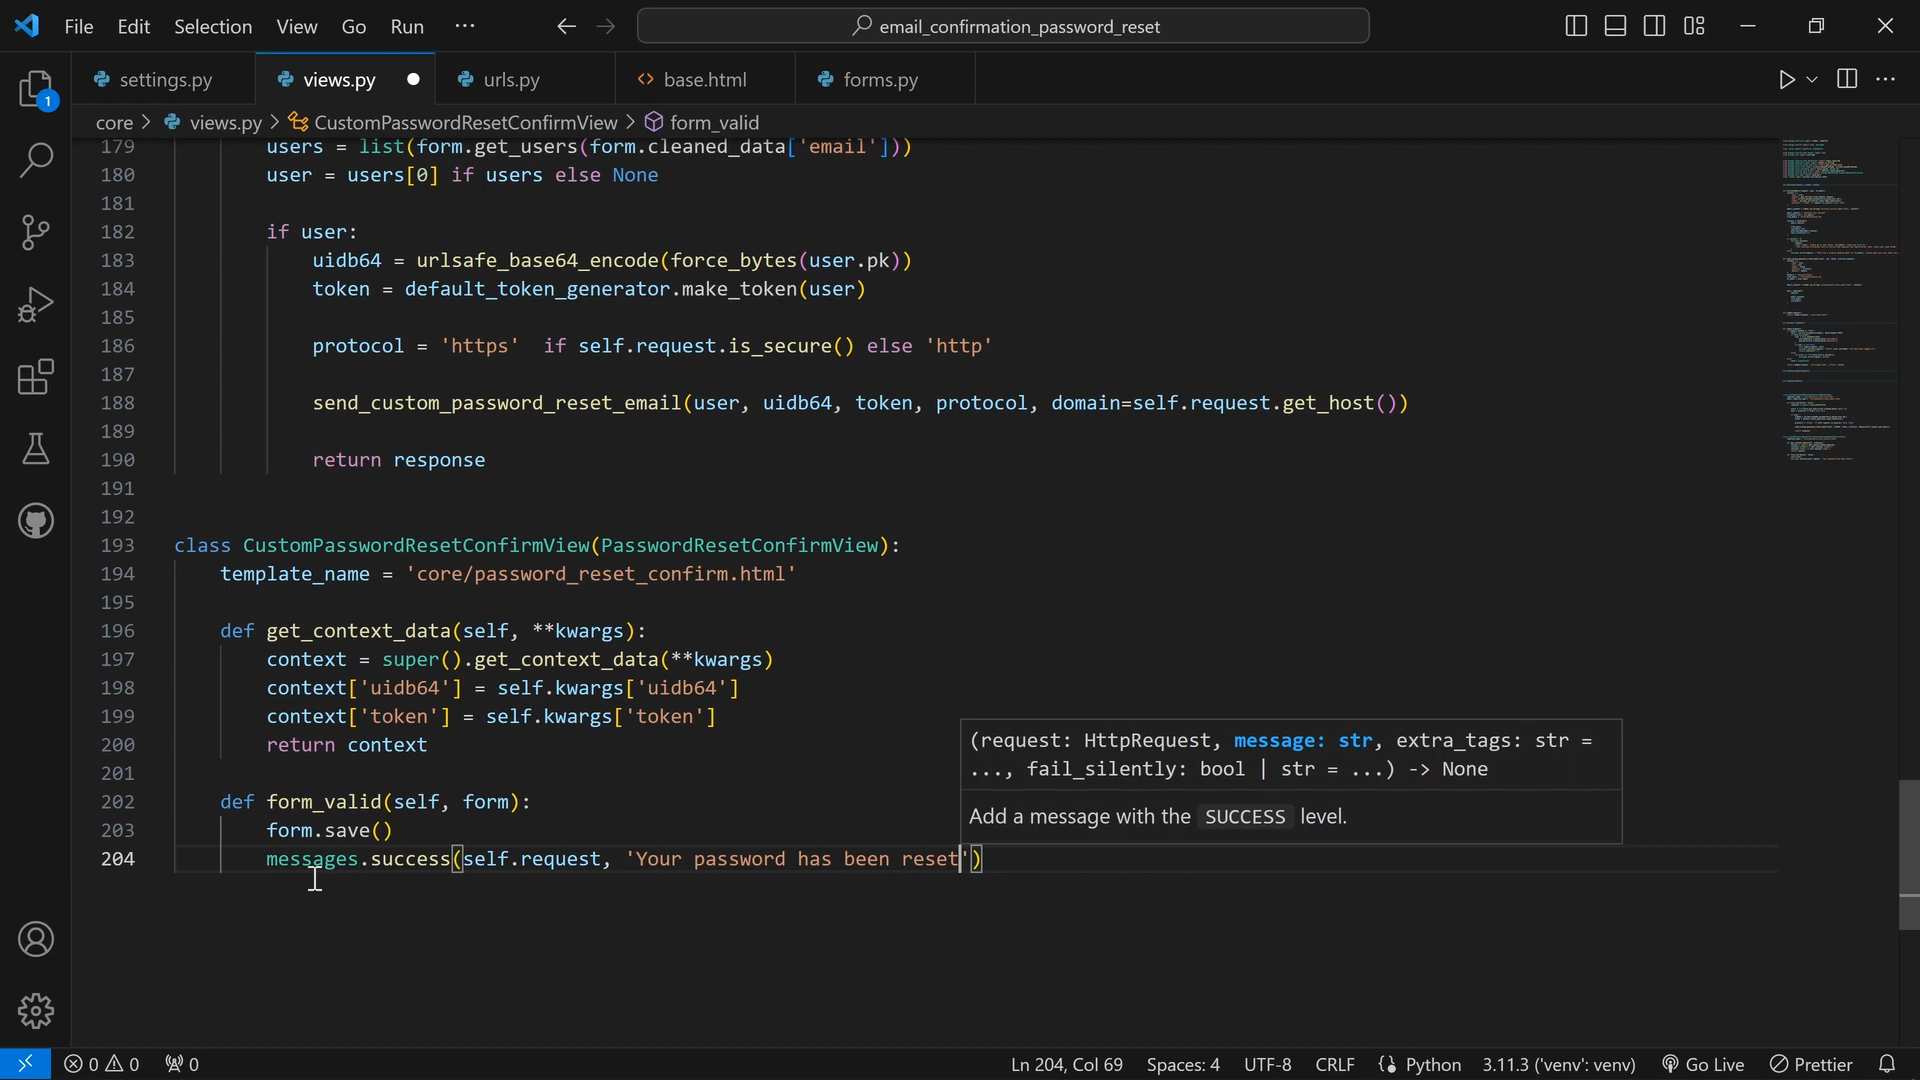 File Edit Selection View Go Run ··· email_confirmation_password_reset
settings.py views.py urls.py base.html forms.py
core > views.py > CustomPasswordResetConfirmView > form_valid
179 users = list(form.get_users(form.cleaned_data['email']))
180 user = users[0] if users else None
181
182 if user:
183 uidb64 = urlsafe_base64_encode(force_bytes(user.pk))
184 token = default_token_generator.make_token(user)
185
186 protocol = 'https'  if self.request.is_secure() else 'http'
187
188 send_custom_password_reset_email(user, uidb64, token, protocol, domain=self.request.get_host())
189
190 return response
191
192
193 class CustomPasswordResetConfirmView(PasswordResetConfirmView):
194 template_name = 'core/password_reset_confirm.html'
195
196 def get_context_data(self, **kwargs):
197 context = super().get_context_data(**kwargs)
198 context['uidb64'] = self.kwargs['uidb64']
199 context['token'] = self.kwargs['token']
200 return context
201
202 def form_valid(self, form):
203 form.save()
204 messages.success(self.request, 'Your password has been reset')
(request: HttpRequest, message: str, extra_tags: str =
..., fail_silently: bool | str = ...) -> None
Add a message with the SUCCESS level.
1
0 0 0 Ln 204, Col 69 Spaces: 4 UTF-8 CRLF Python 3.11.3 ('venv': venv) Go Live Prettier